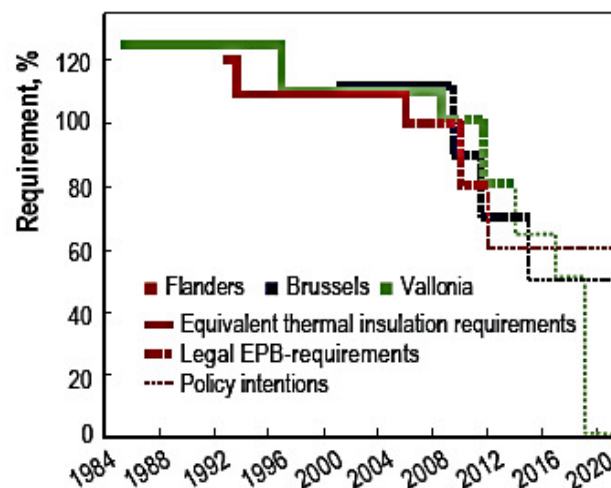 Requirement, %
120
100
80
60
40
20
0
Flanders Brussels Vallonia
Equivalent thermal insulation requirements
Legal EPB-requirements
Policy intentions
1984 1988 1992 1996 2000 2004 2008 2012 2016 2020